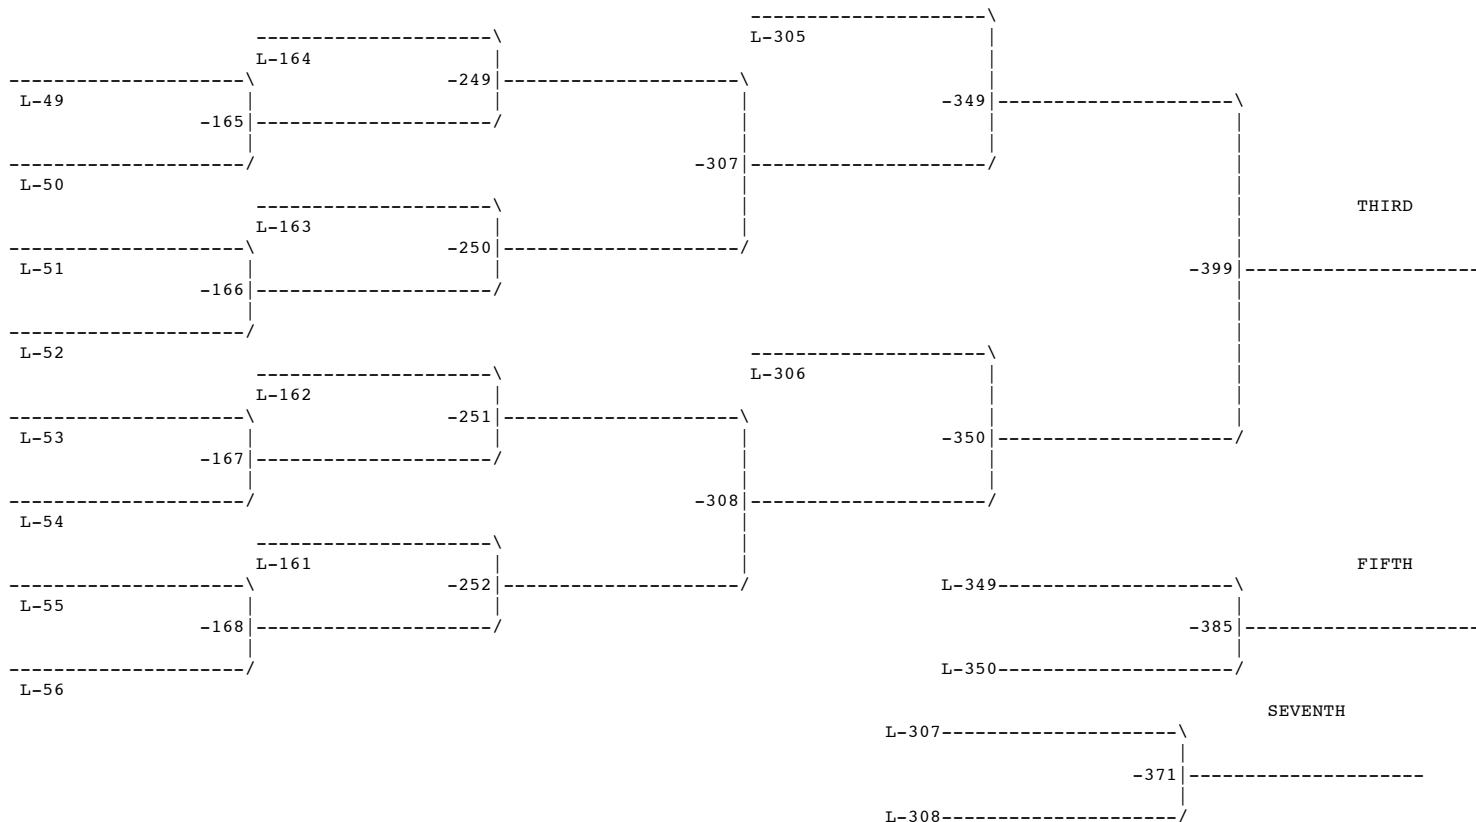 --------------------\
L-305
---------------------\
L-164
---------------------\ -249|---------------------\
L-49 -349|---------------------\
-165|---------------------/
---------------------/ -307|---------------------/
L-50
---------------------\ THIRD
L-163
---------------------\ -250|---------------------/
L-51 -399|---------------------
-166|---------------------/
---------------------/
L-52 ---------------------\
---------------------\ L-306
L-162
---------------------\ -251|---------------------\
L-53 -350|---------------------/
-167|---------------------/
---------------------/ -308|---------------------/
L-54
---------------------\
L-161 FIFTH
---------------------\ -252|---------------------/ L-349---------------------\
L-55
-168|---------------------/ -385|---------------------
---------------------/ L-350---------------------/
L-56
SEVENTH
L-307---------------------\
-371|---------------------
L-308---------------------/